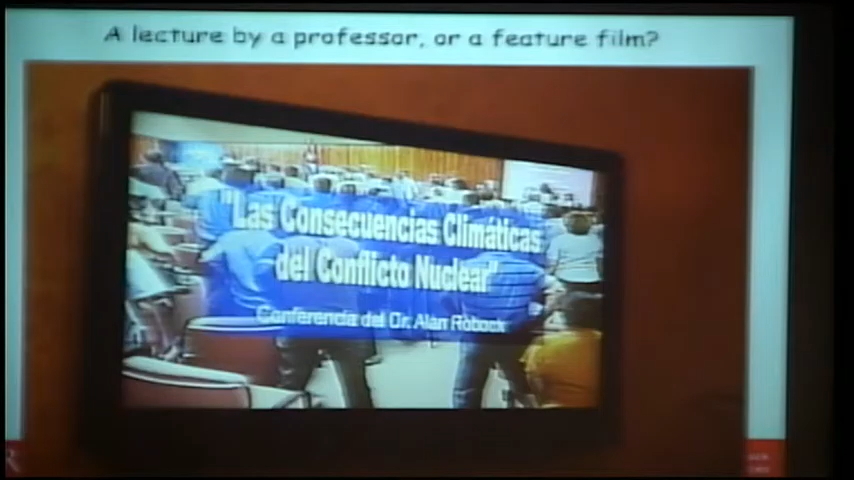 A lecture by a professor, or a feature film?
"Las Consecuencias Climáticas
del Conflicto Nuclear"
Conferencia del Dr. Alan Robock
R